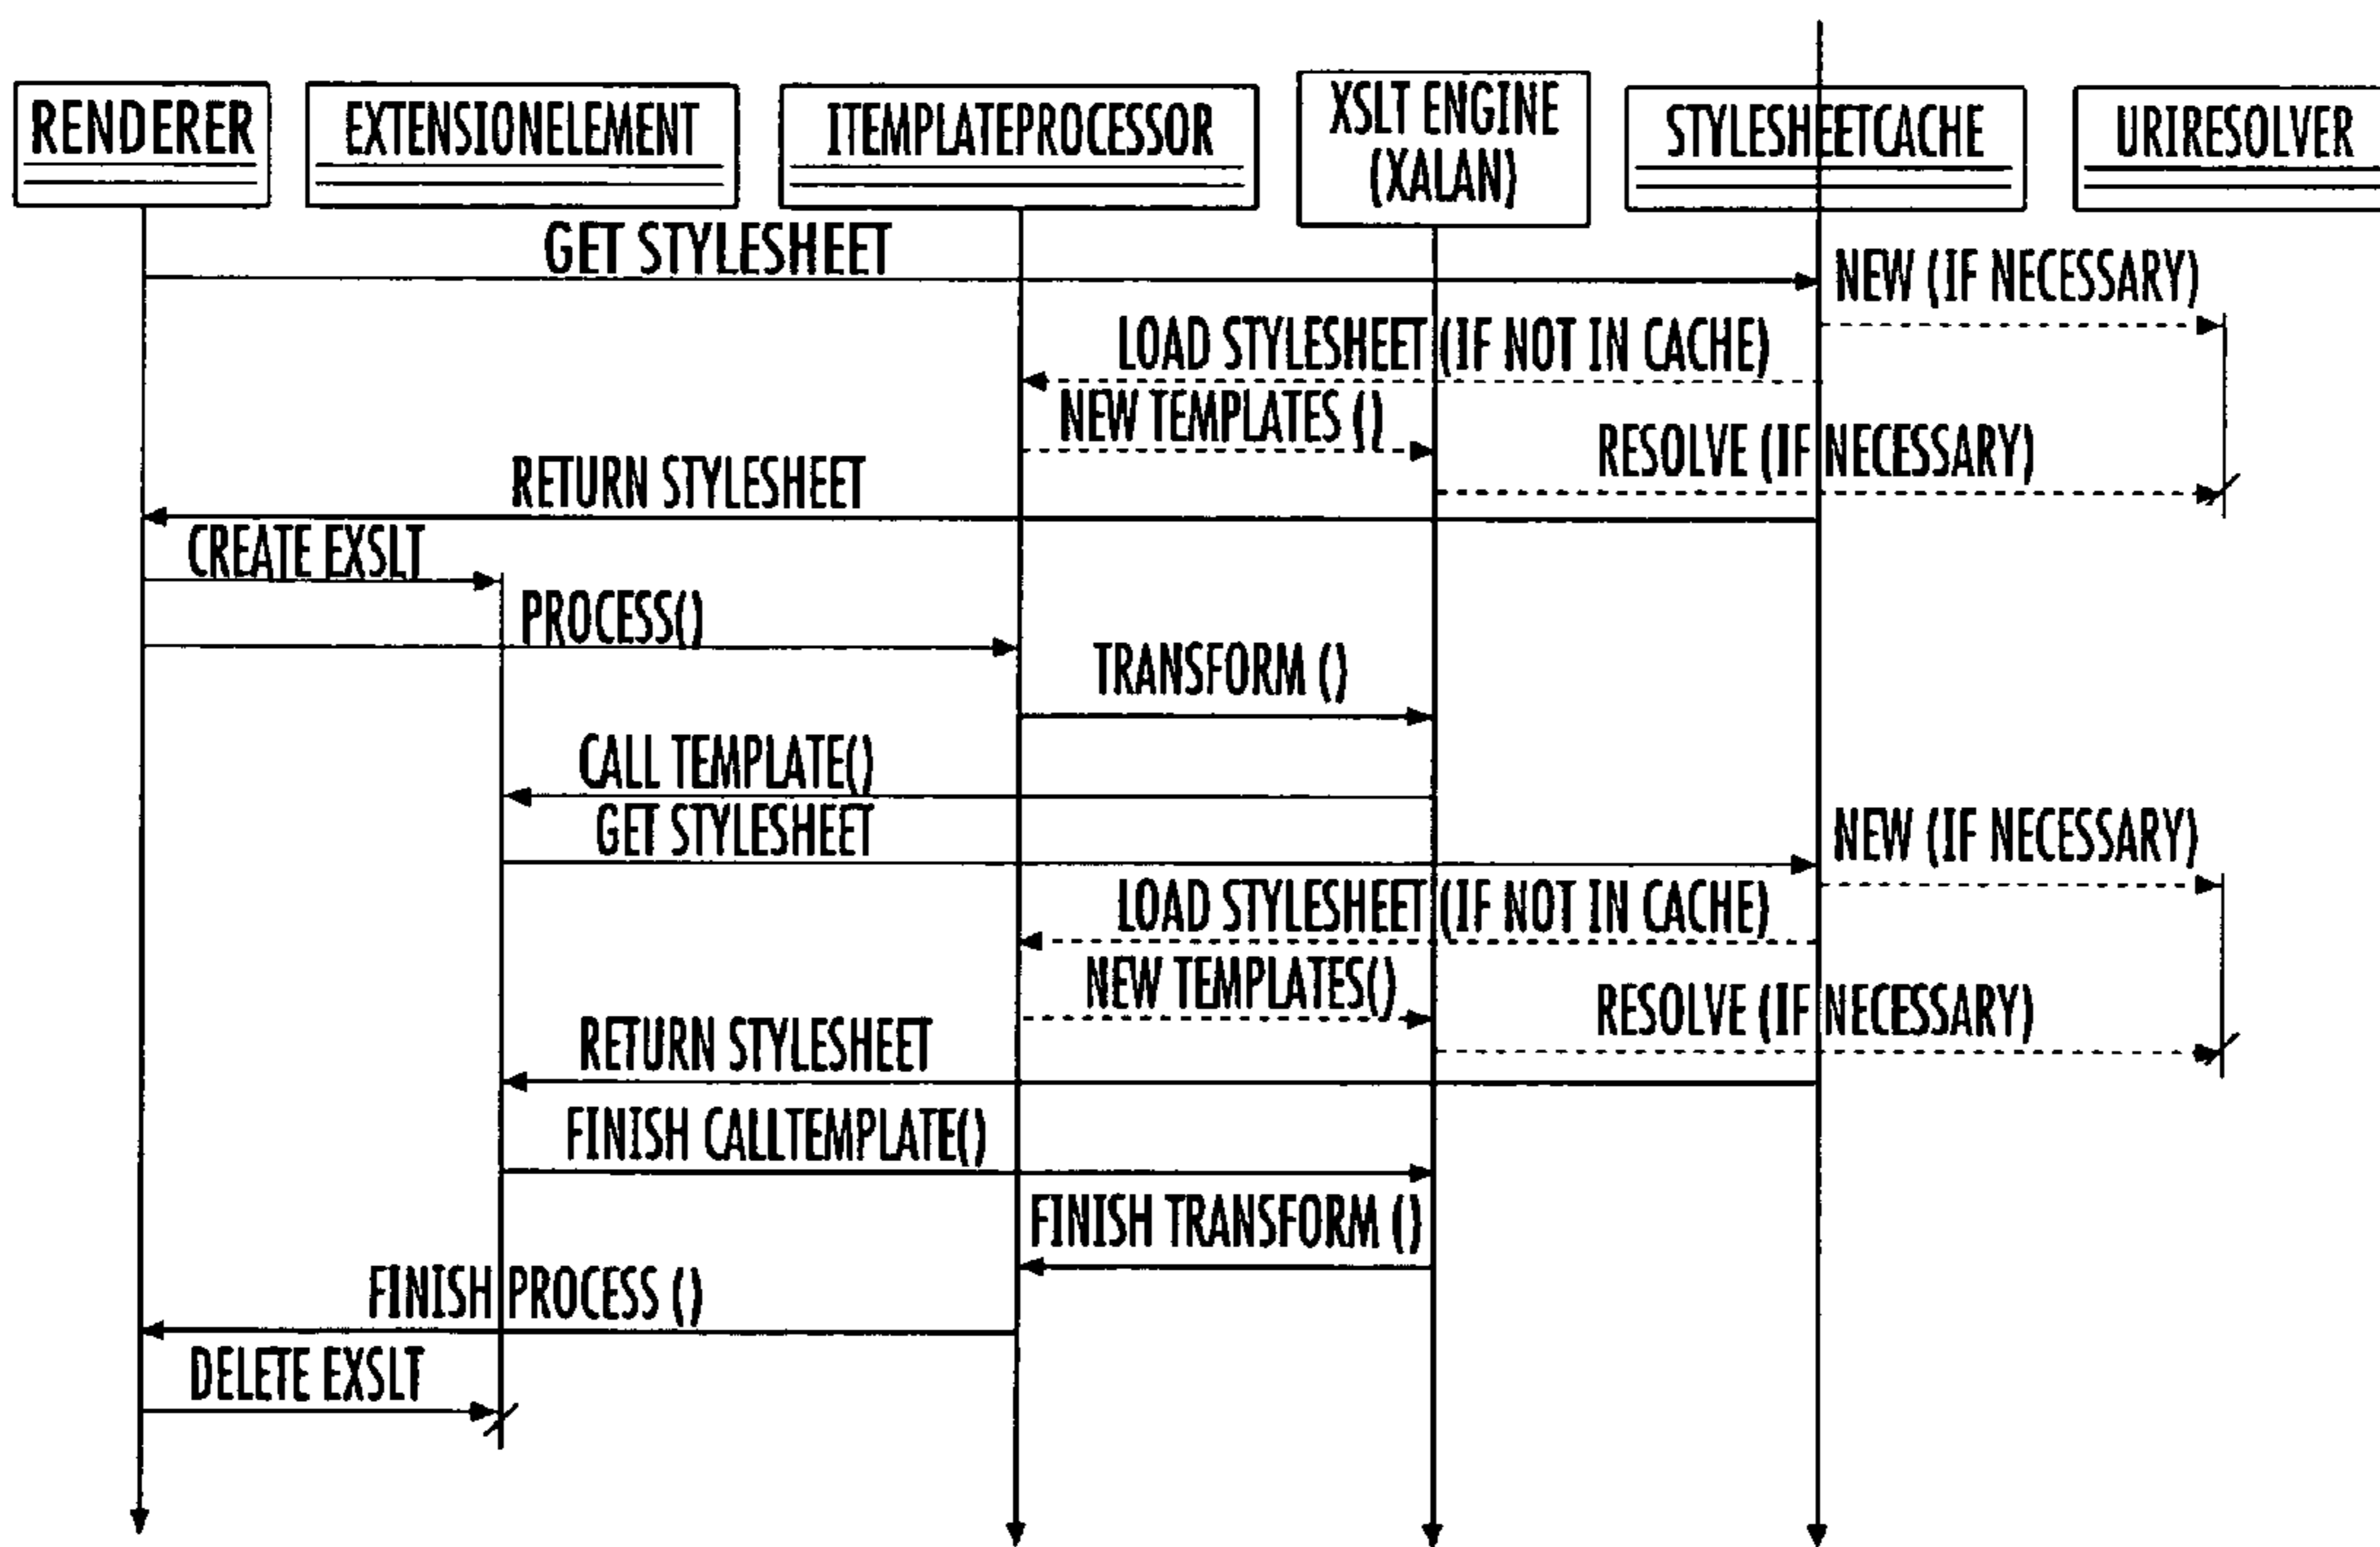 RENDERER
EXTENSIONELEMENT
ITEMPLATEPROCESSOR
XSLT ENGINE
(XALAN)
STYLESHEETCACHE
URIRESOLVER
GET STYLESHEET
NEW (IF NECESSARY)
LOAD STYLESHEET (IF NOT IN CACHE)
NEW TEMPLATES ()
RESOLVE (IF NECESSARY)
RETURN STYLESHEET
CREATE EXSLT
PROCESS()
TRANSFORM ()
CALL TEMPLATE()
GET STYLESHEET
NEW (IF NECESSARY)
LOAD STYLESHEET (IF NOT IN CACHE)
NEW TEMPLATES()
RESOLVE (IF NECESSARY)
RETURN STYLESHEET
FINISH CALLTEMPLATE()
FINISH TRANSFORM ()
FINISH PROCESS ()
DELETE EXSLT